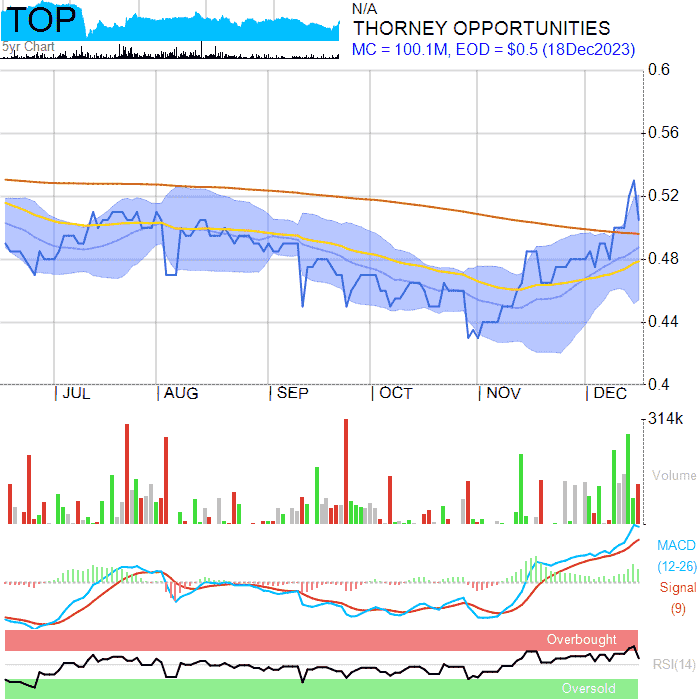 TOP
5yr Chart
N/A
THORNEY OPPORTUNITIES
MC = 100.1M, EOD = $0.5 (18Dec2023)
0.6
0.56
0.52
0.48
0.44
0.4
JUL AUG SEP OCT NOV DEC
314k
Volume
MACD
(12-26)
Signal
(9)
Overbought
RSI(14)
Oversold